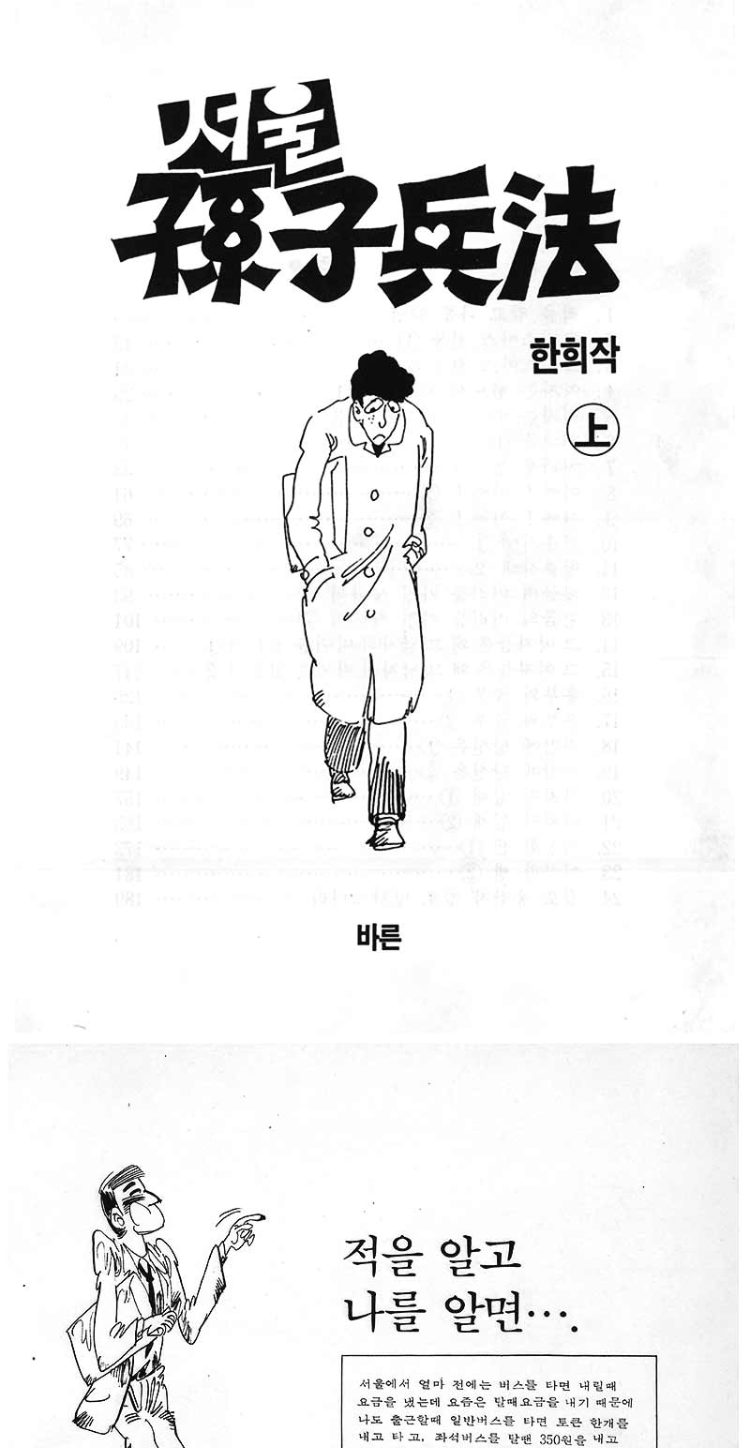 서울
孫子兵法
한희작
上
바른
적을 알고
나를 알면….
서울에서 얼마 전에는 버스를 타면 내릴때
요금을 냈는데 요즘은 탈때요금을 내기 때문에
나도 출근할때 일반버스를 타면 토큰 한개를
내고 타고, 좌석버스를 탈땐 350원을 내고